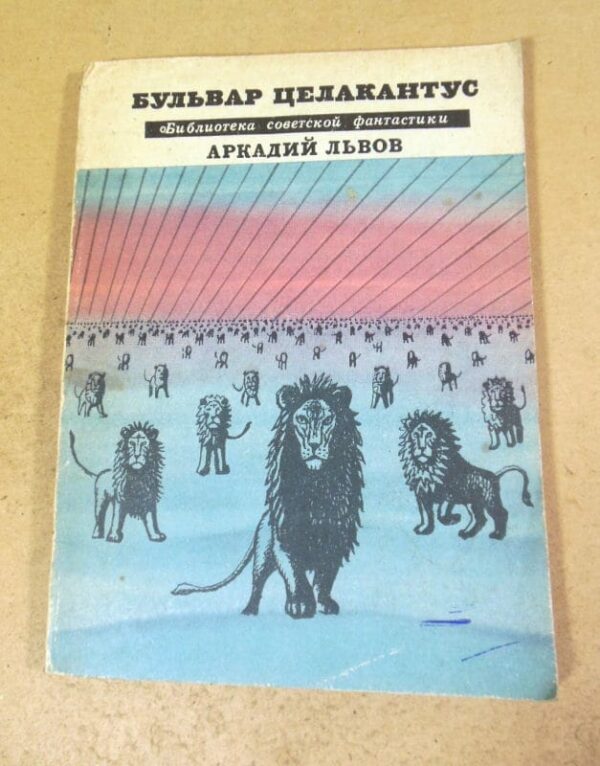 БУЛЬВАР ЦЕЛАКАНТУС
Библиотека советской фантастики
АРКАДИЙ ЛЬВОВ